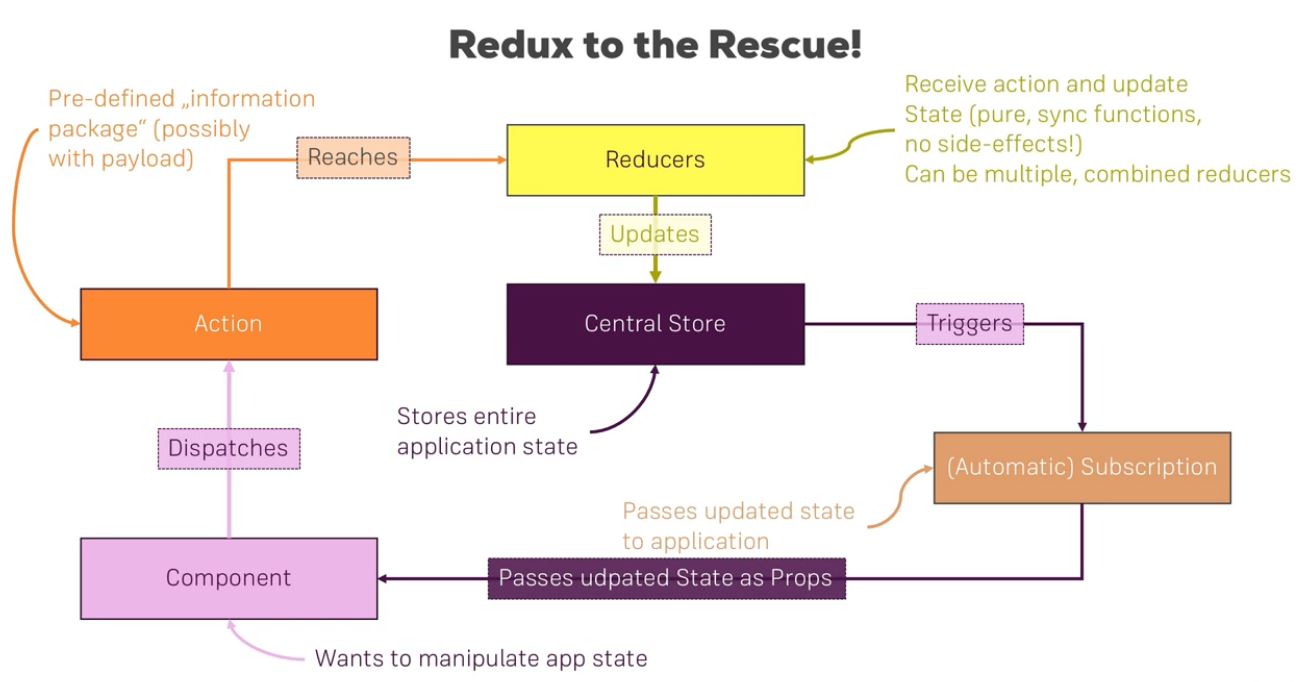 Redux to the Rescue!
Pre-defined „information
package“ (possibly
with payload)
Reaches
Reducers
Receive action and update
State (pure, sync functions,
no side-effects!)
Can be multiple, combined reducers
Updates
Action
Central Store
Triggers
Dispatches
Stores entire
application state
(Automatic) Subscription
Passes updated state
to application
Component
Passes udpated State as Props
Wants to manipulate app state